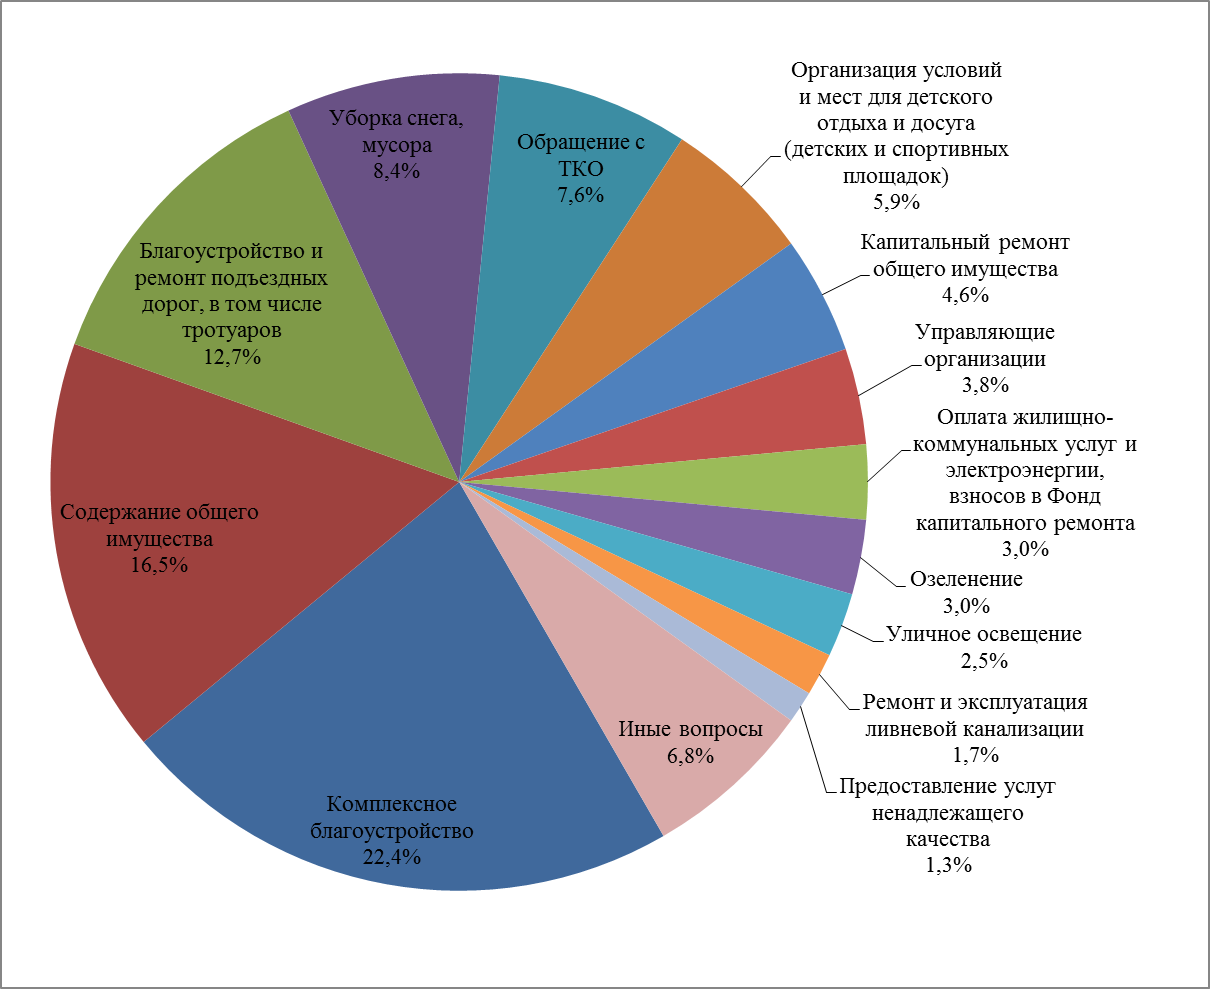 Уборка снега,
мусора
8,4%
Обращение с
ТКО
7,6%
Организация условий
и мест для детского
отдыха и досуга
(детских и спортивных
площадок)
5,9%
Капитальный ремонт
общего имущества
4,6%
Управляющие
организации
3,8%
Оплата жилищно-
коммунальных услуг и
электроэнергии,
взносов в Фонд
капитального ремонта
3,0%
Озеленение
3,0%
Уличное освещение
2,5%
Ремонт и эксплуатация
ливневой канализации
1,7%
Предоставление услуг
ненадлежащего
качества
1,3%
Иные вопросы
6,8%
Комплексное
благоустройство
22,4%
Содержание общего
имущества
16,5%
Благоустройство и
ремонт подъездных
дорог, в том числе
тротуаров
12,7%